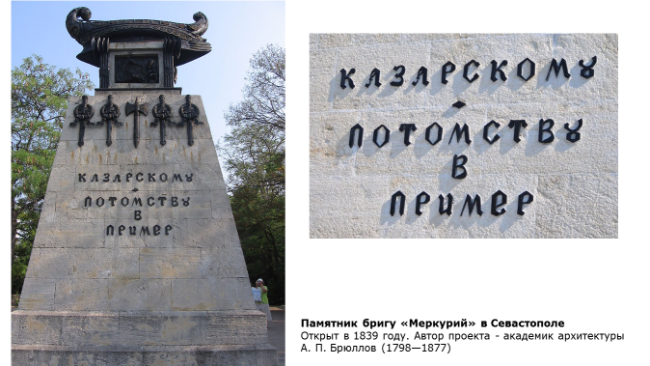 КАЗАРСКОМУ
ПОТОМСТВУ
В
ПРИМЕР
КАЗАРСКОМУ
ПОТОМСТВУ
В
ПРИМЕР
Памятник бригу «Меркурий» в Севастополе
Открыт в 1839 году. Автор проекта - академик архитектуры
А. П. Брюллов (1798—1877)